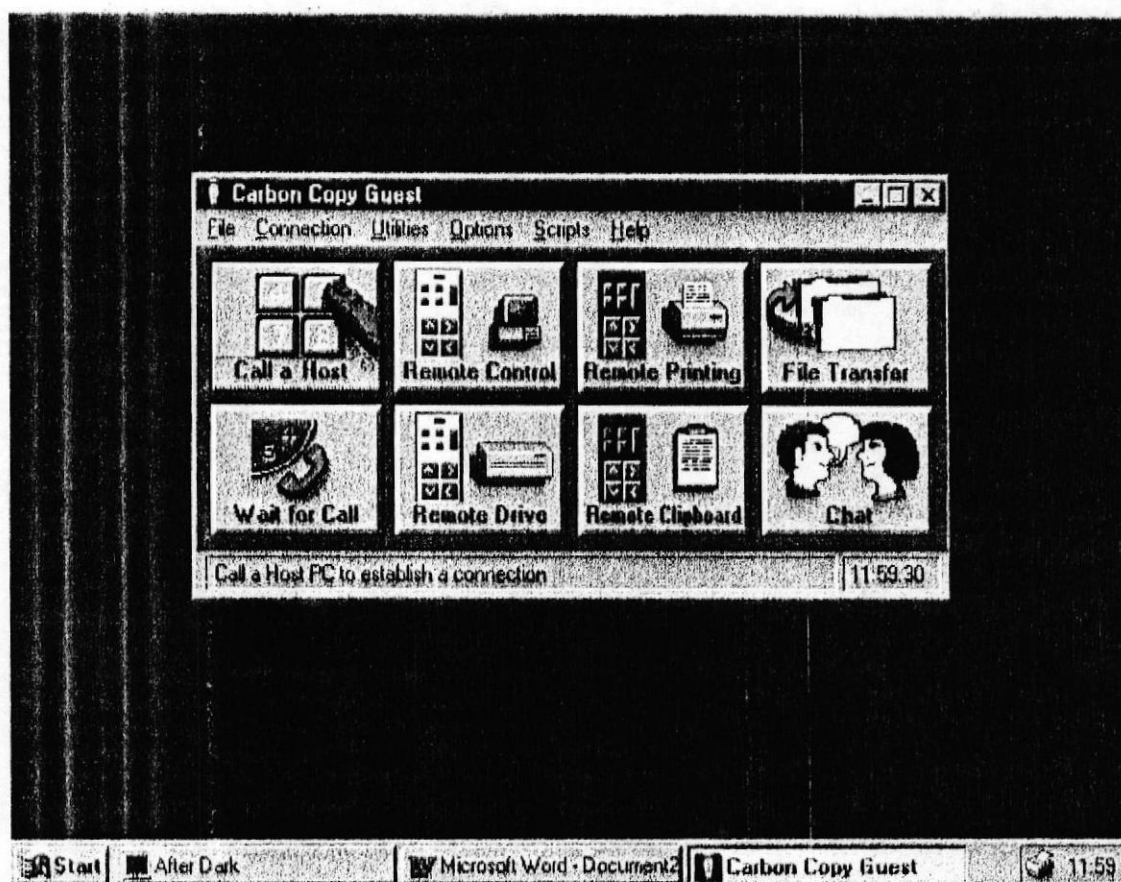 Carbon Copy Guest
File Connection Utilities Options Scripts Help
Call a Host Remote Control Remote Printing File Transfer
Wait for Call Remote Drive Remote Clipboard Chat
Call a Host PC to establish a connection 11:59:30
Start After Dark Microsoft Word - Document2 Carbon Copy Guest 11:59